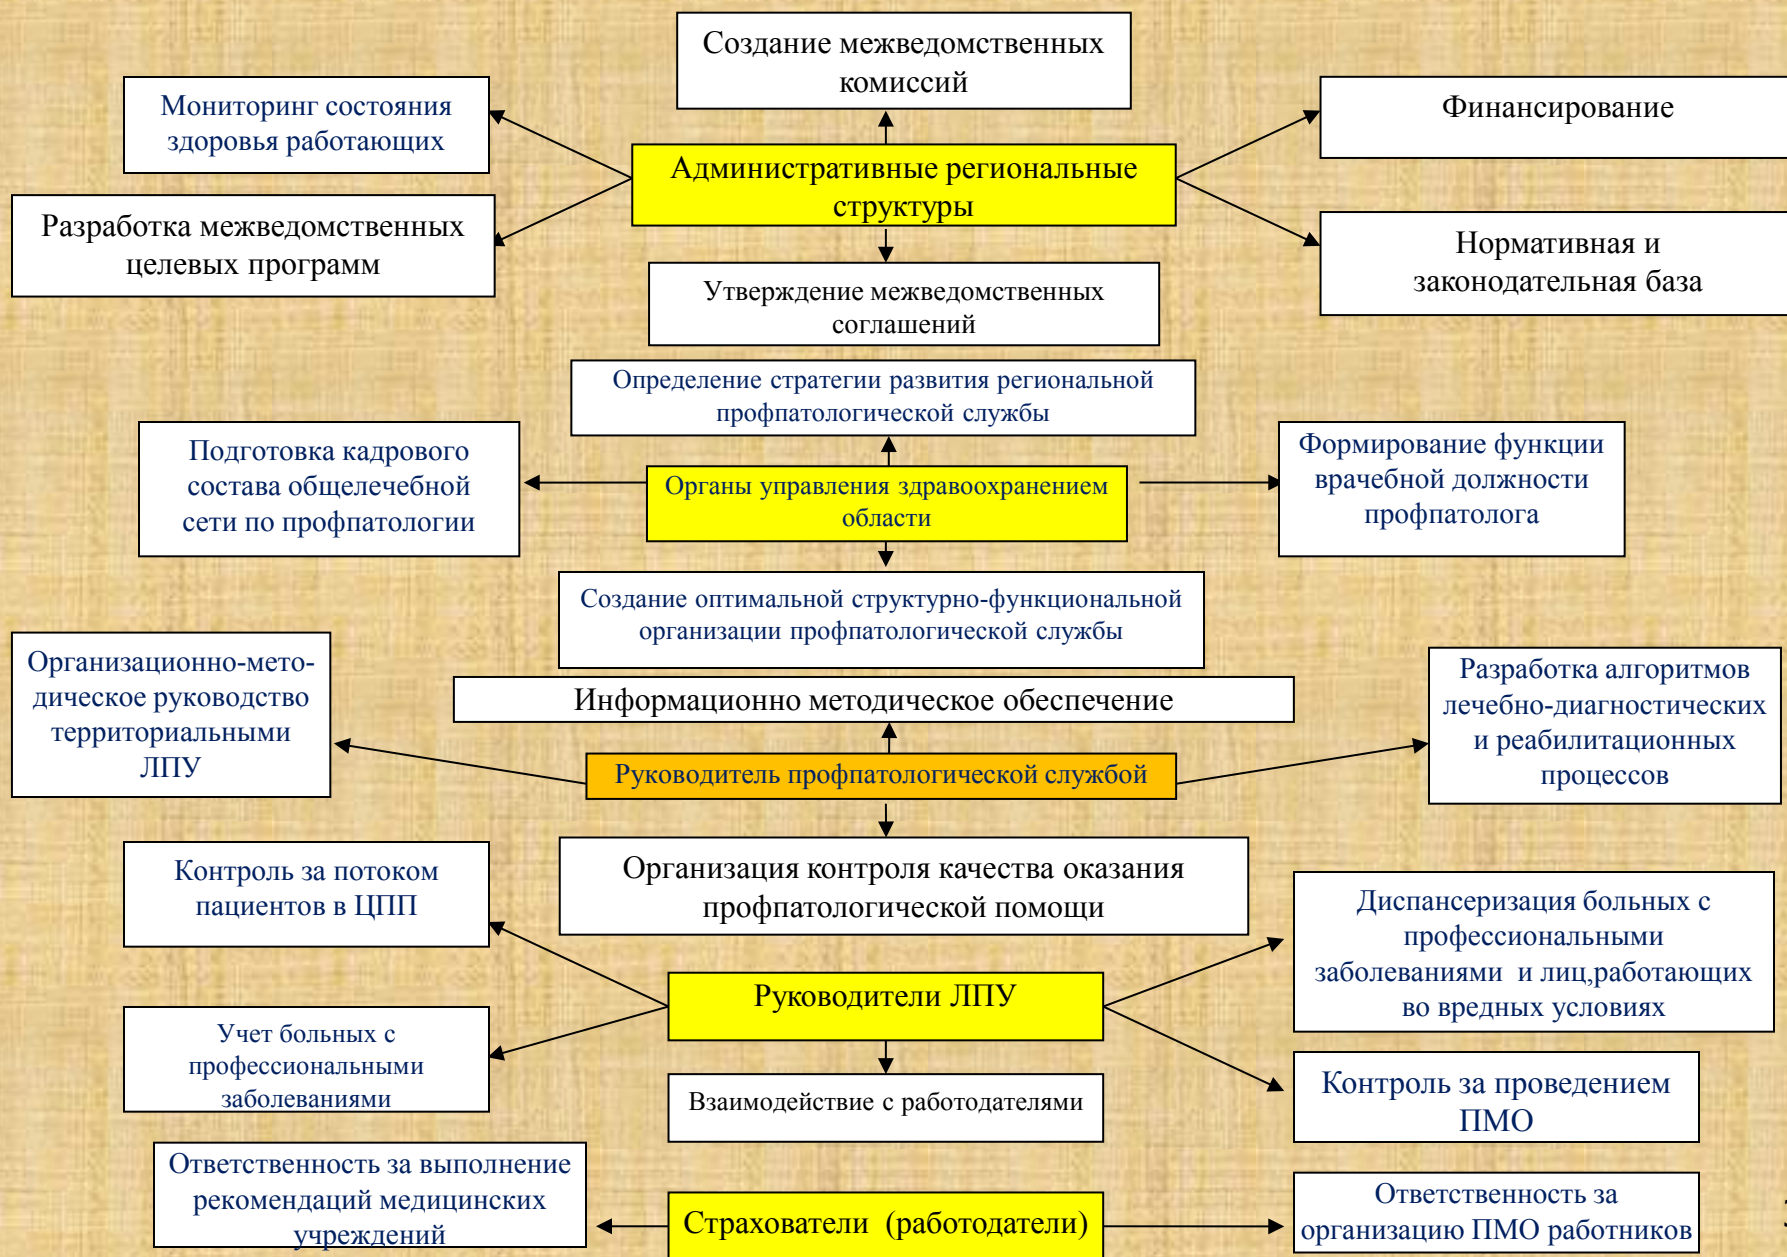 Создание межведомственных
комиссий
Мониторинг состояния
здоровья работающих
Финансирование
Административные региональные
структуры
Разработка межведомственных
целевых программ
Нормативная и
законодательная база
Утверждение межведомственных
соглашений
Определение стратегии развития региональной
профпатологической службы
Подготовка кадрового
состава общелечебной
сети по профпатологии
Органы управления здравоохранением
области
Формирование функции
врачебной должности
профпатолога
Создание оптимальной структурно-функциональной
организации профпатологической службы
Организационно-мето-
дическое руководство
территориальными
ЛПУ
Информационно методическое обеспечение
Разработка алгоритмов
лечебно-диагностических
и реабилитационных
процессов
Руководитель профпатологической службой
Организация контроля качества оказания
профпатологической помощи
Контроль за потоком
пациентов в ЦПП
Диспансеризация больных с
профессиональными
заболеваниями и лиц,работающих
во вредных условиях
Руководители ЛПУ
Учет больных с
профессиональными
заболеваниями
Взаимодействие с работодателями
Контроль за проведением
ПМО
Ответственность за выполнение
рекомендаций медицинских
учреждений
Страхователи (работодатели)
Ответственность за
организацию ПМО работников